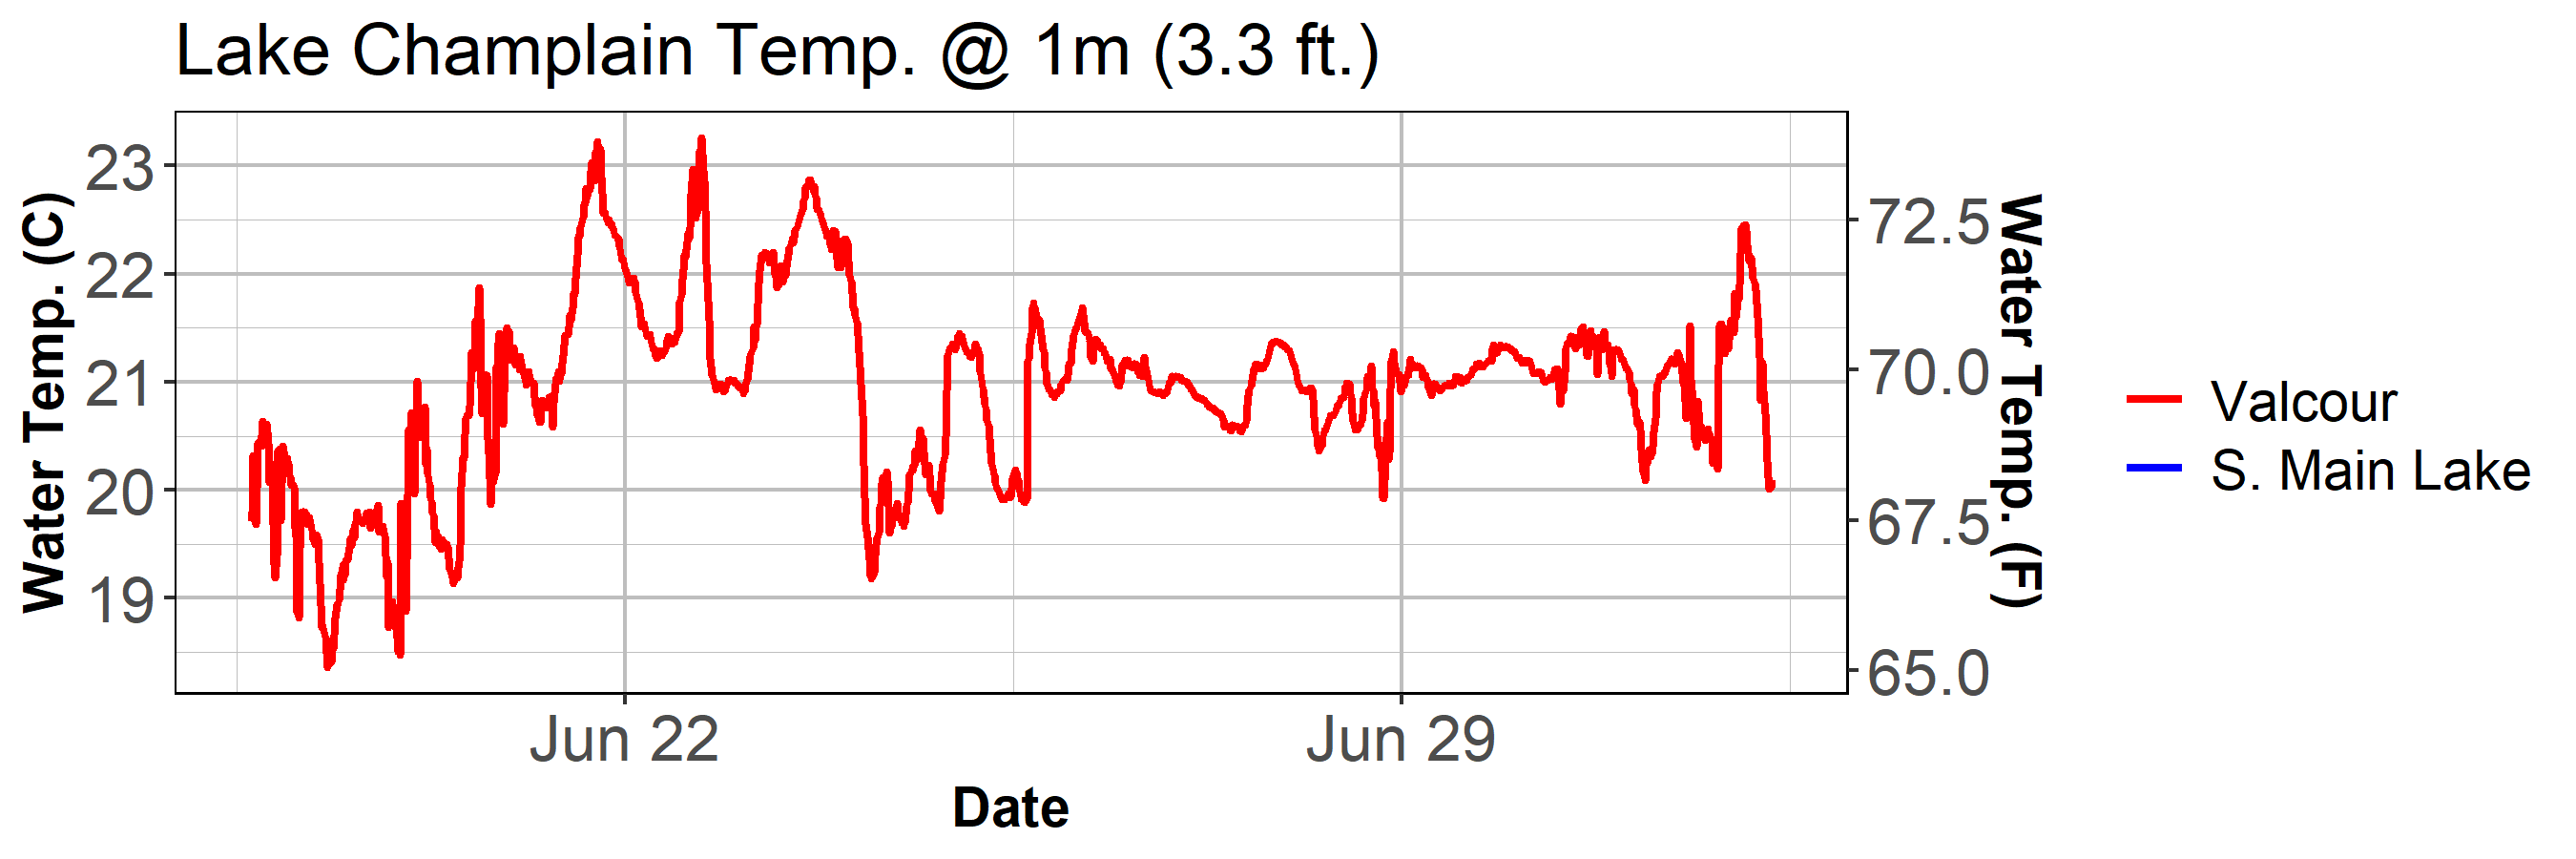 Lake Champlain Temp. @ 1m (3.3 ft.)
Water Temp. (C)
23
22
21
20
19
72.5
70.0
67.5
65.0
Water Temp. (F)
Jun 22
Jun 29
Date
Valcour
S. Main Lake